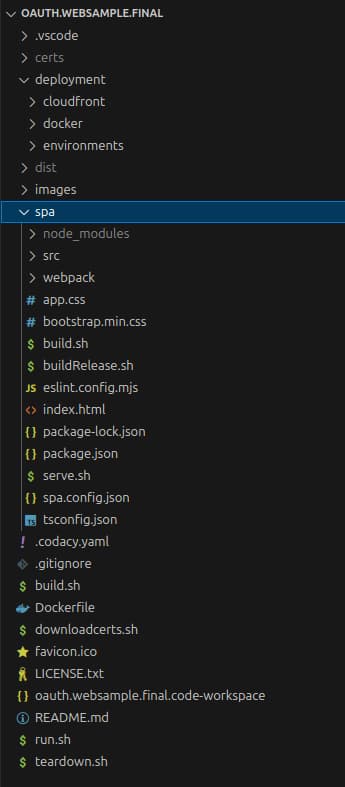 OAUTH.WEBSAMPLE.FINAL
.vscode
certs
deployment
cloudfront
docker
environments
dist
images
spa
node_modules
src
webpack
# app.css
# bootstrap.min.css
$ build.sh
$ buildRelease.sh
JS eslint.config.mjs
<> index.html
{} package-lock.json
{} package.json
$ serve.sh
{} spa.config.json
TS tsconfig.json
! .codacy.yaml
.gitignore
$ build.sh
Dockerfile
$ downloadcerts.sh
favicon.ico
LICENSE.txt
{} oauth.websample.final.code-workspace
README.md
$ run.sh
$ teardown.sh